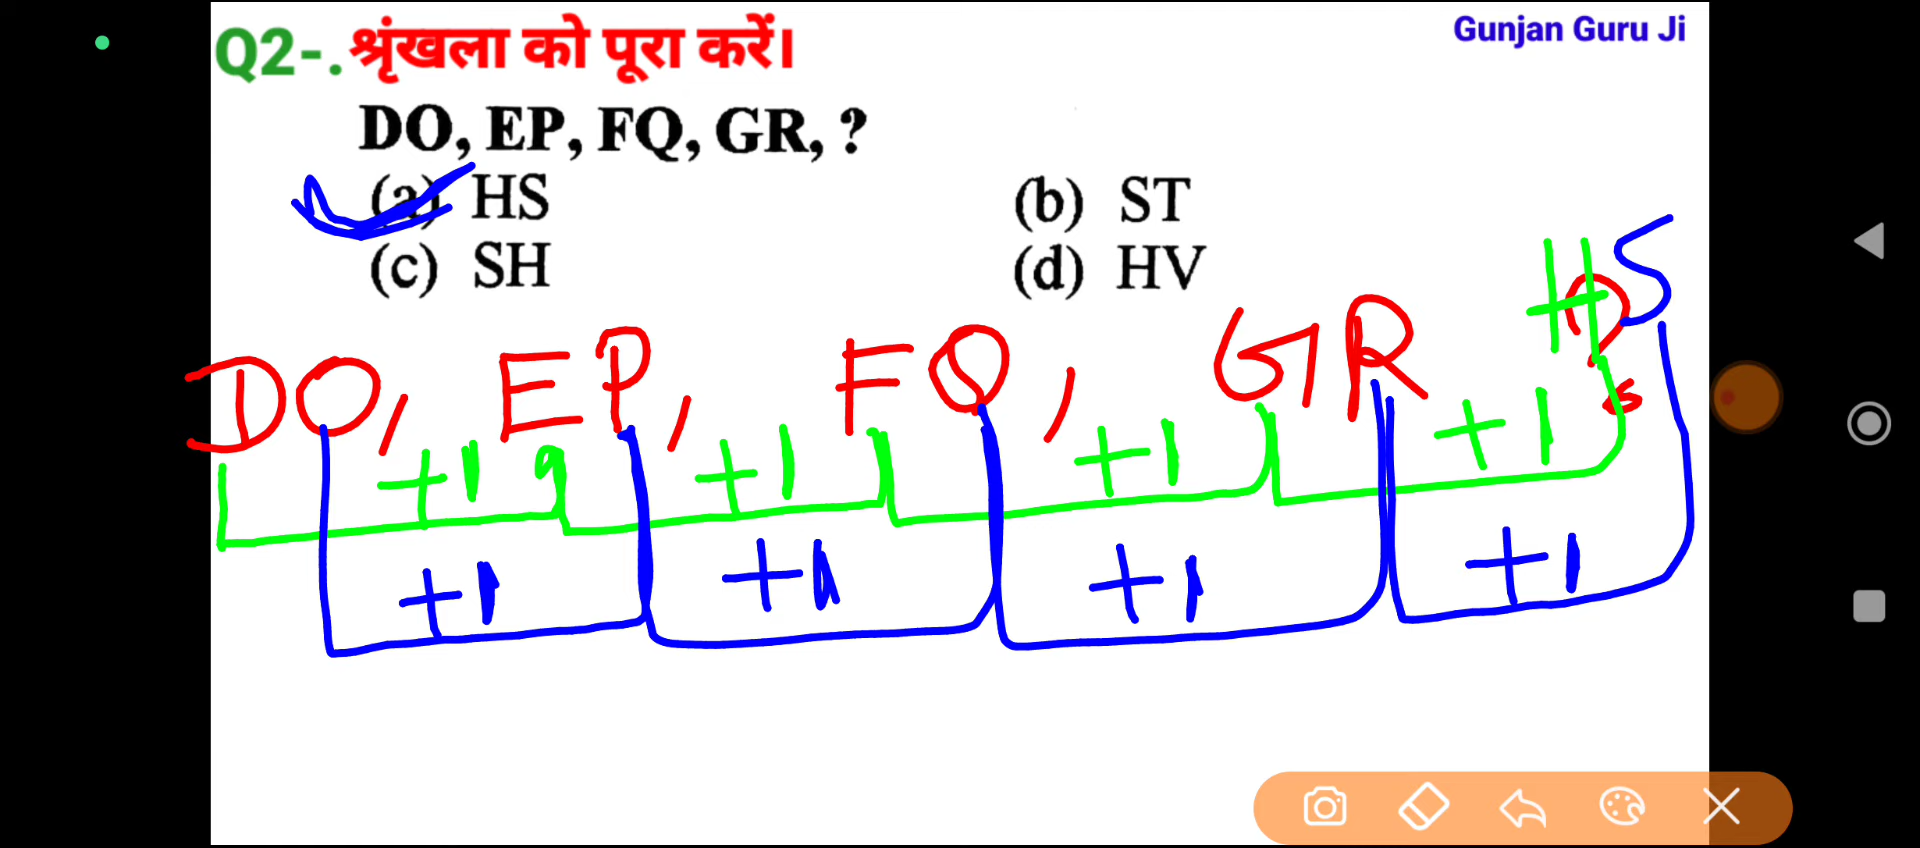 Q2-. श्रृंखला को पूरा करें। Gunjan Guru Ji
DO, EP, FQ, GR, ?
(a) HS (b) ST
(c) SH (d) HV
DO, EP, FQ, GR HS
+1 +1 +1 +1
+1 +1 +1 +1